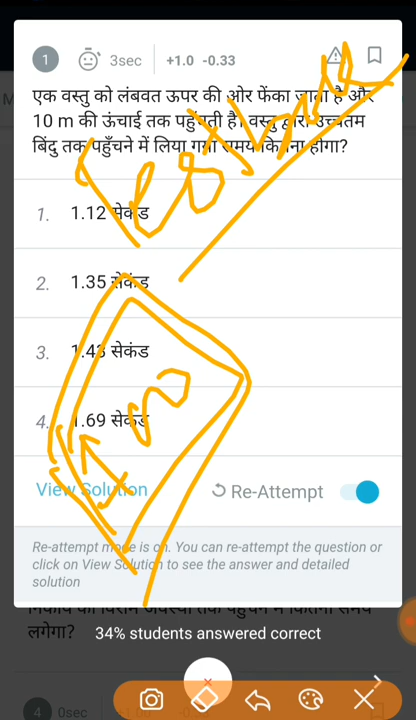 1 3sec +1.0 -0.33
एक वस्तु को लंबवत ऊपर की ओर फेंका जाता है और
10 m की ऊंचाई तक पहुंचती है। वस्तु द्वारा उच्चतम
बिंदु तक पहुँचने में लिया गया समय कितना होगा?
1. 1.12 सेकंड
2. 1.35 सेकंड
3. 1.43 सेकंड
4. 1.69 सेकंड
View Solution Re-Attempt
Re-attempt mode is on. You can re-attempt the question or
click on View Solution to see the answer and detailed
solution
लगेगा? 34% students answered correct
4 0sec